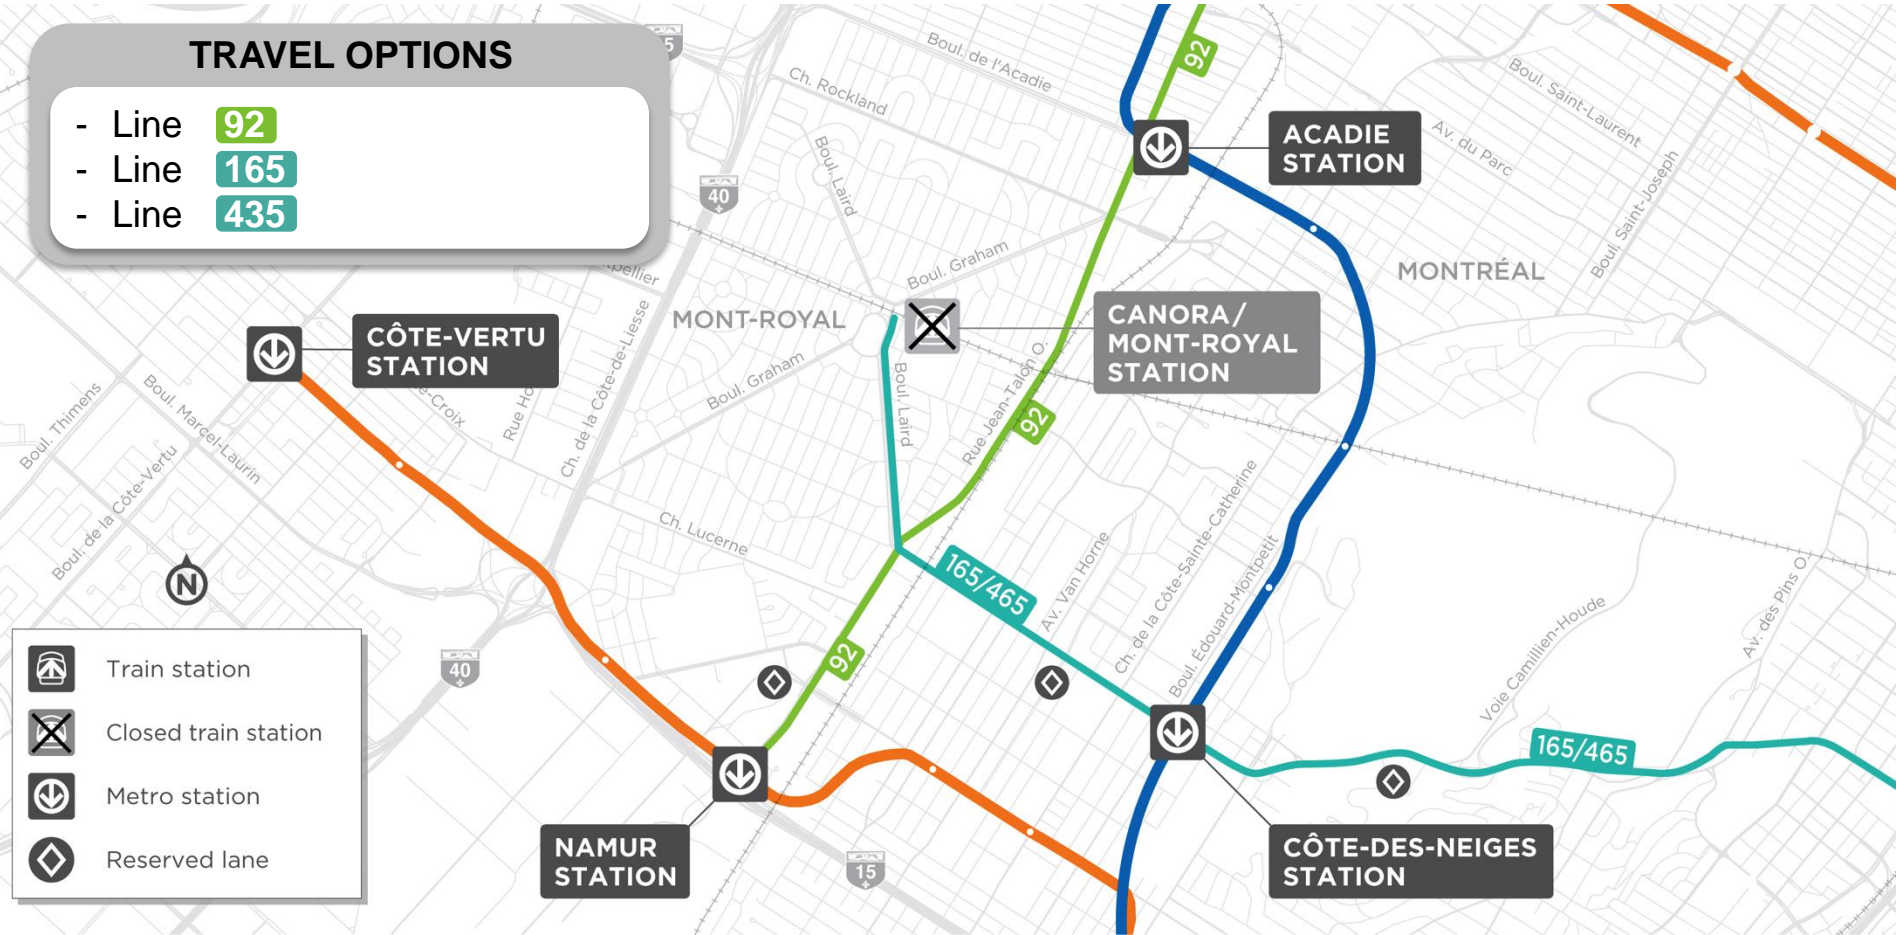 TRAVEL OPTIONS
- Line 92
- Line 165
- Line 435
5
92
Boul. de l'Acadie
Ch. Rockland
Boul. Laird
40
ACADIE
STATION
Boul. Saint-Laurent
Av. du Parc
Boul. Saint-Joseph
MONTRÉAL
Boul. Graham
pellier
MONT-ROYAL
CANORA/
MONT-ROYAL
STATION
CÔTE-VERTU
STATION
Ch. de la Côte-de-Liesse
Boul. Graham
Boul. Laird
Rue Jean-Talon O.
92
Boul. Thimens
Boul. Marcel-Laurin
e-Croix
Rue Ho
Boul. de la Côte-Vertu
Ch. Lucerne
165/465
Av. Van Horne
Ch. de la Côte-Sainte-Catherine
Boul. Édouard-Montpetit
Voie Camillien-Houde
Av. des Pins O.
N
92
40
165/465
Train station
Closed train station
Metro station
Reserved lane
NAMUR
STATION
15
CÔTE-DES-NEIGES
STATION